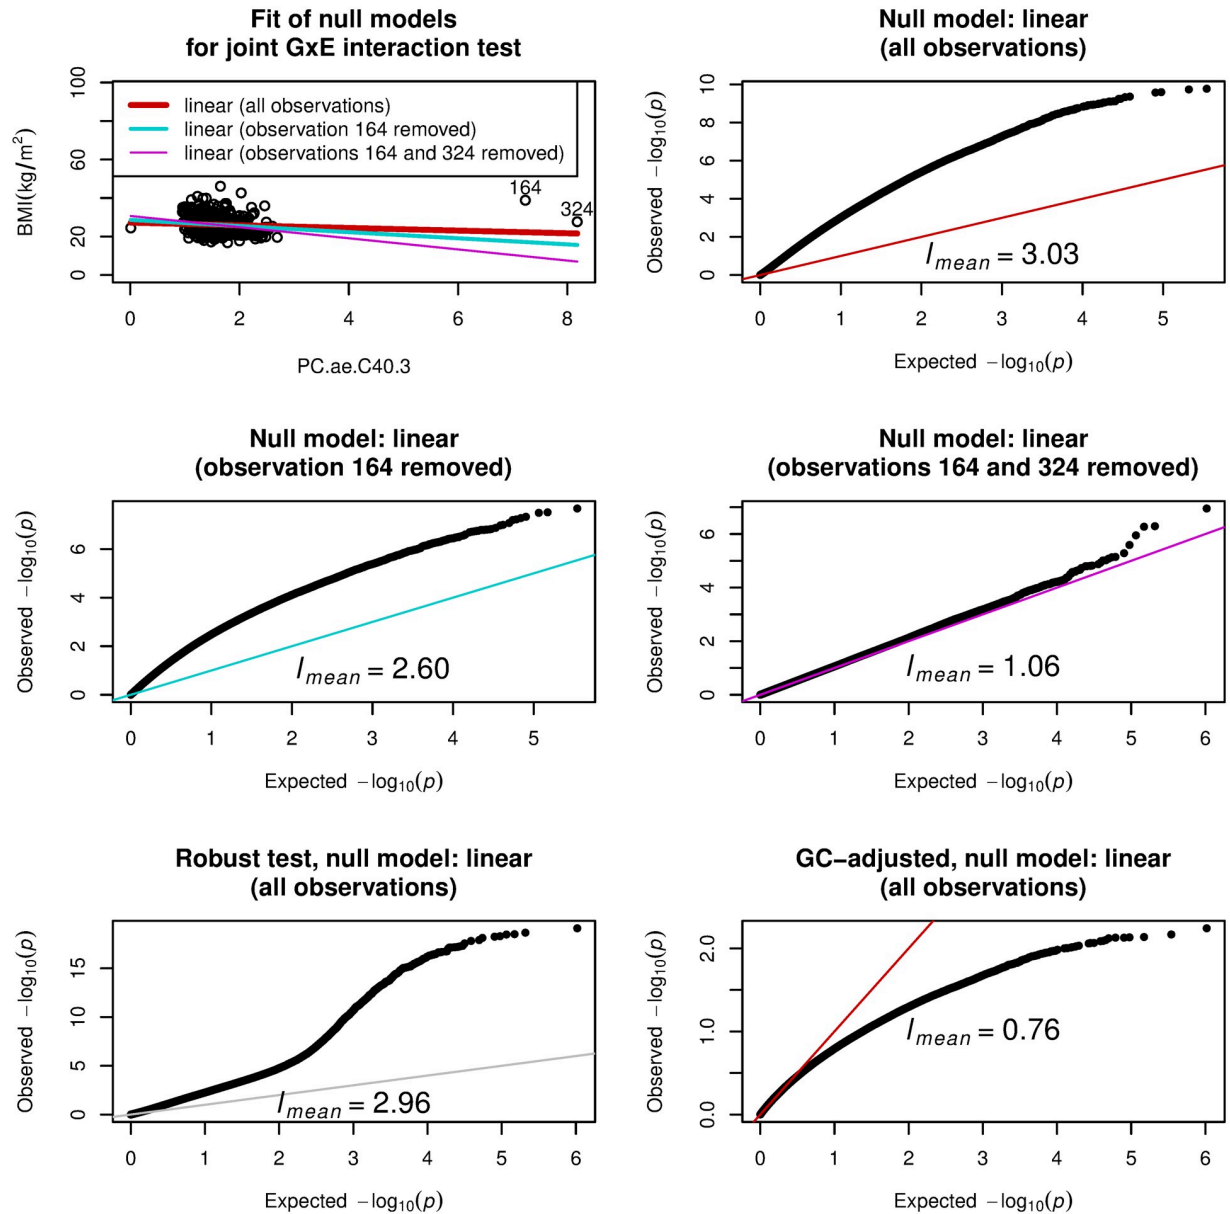 Fit of null models
for joint GxE interaction test
BMI(kg/m²)
0 20 60 100
linear (all observations)
linear (observation 164 removed)
linear (observations 164 and 324 removed)
164
324
0 2 4 6 8
PC.ae.C40.3
Null model: linear
(all observations)
Observed −log₁₀(p)
0 2 4 6 8 10
I_mean = 3.03
0 1 2 3 4 5
Expected −log₁₀(p)
Null model: linear
(observation 164 removed)
Observed −log₁₀(p)
0 2 4 6
I_mean = 2.60
0 1 2 3 4 5
Expected −log₁₀(p)
Null model: linear
(observations 164 and 324 removed)
Observed −log₁₀(p)
0 2 4 6
I_mean = 1.06
0 1 2 3 4 5 6
Expected −log₁₀(p)
Robust test, null model: linear
(all observations)
Observed −log₁₀(p)
0 5 10 15
I_mean = 2.96
0 1 2 3 4 5 6
Expected −log₁₀(p)
GC−adjusted, null model: linear
(all observations)
Observed −log₁₀(p)
0.0 1.0 2.0
I_mean = 0.76
0 1 2 3 4 5 6
Expected −log₁₀(p)